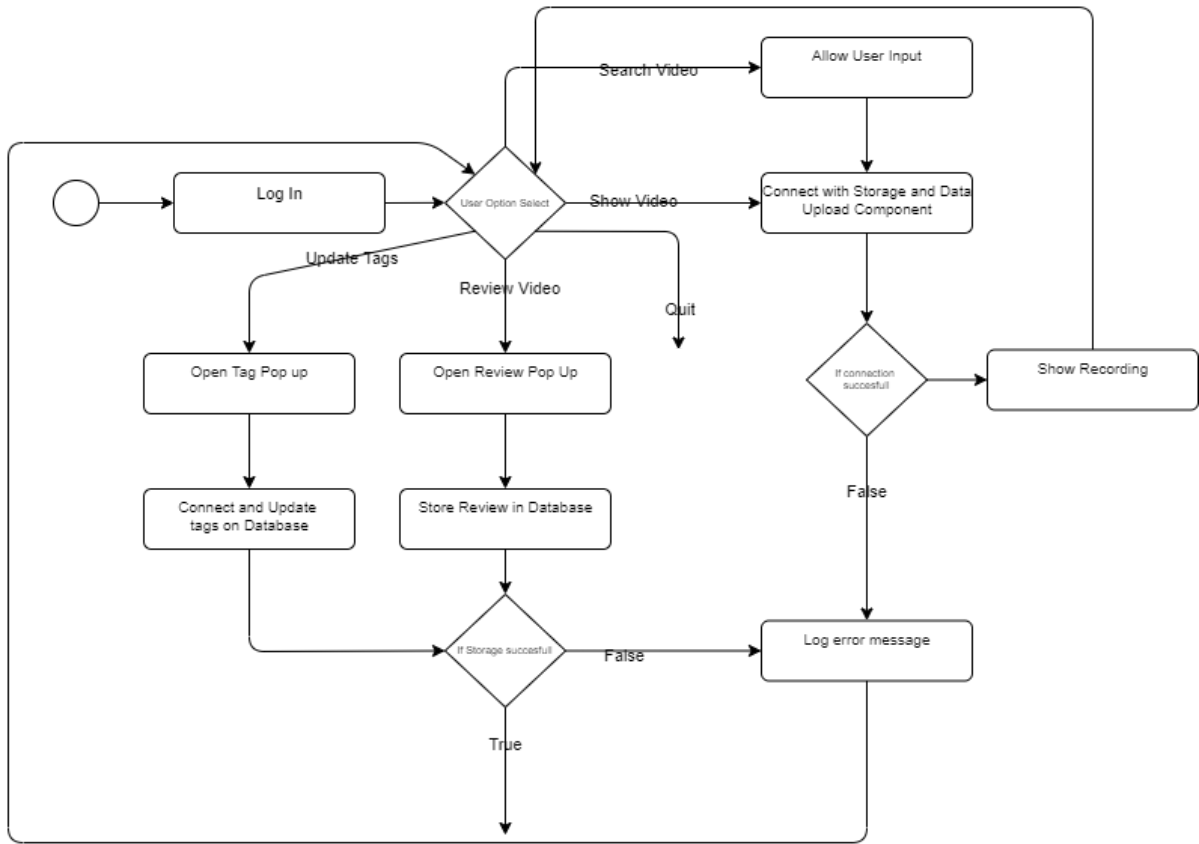 Search Video
Allow User Input
Log In
User Option Select
Show Video
Connect with Storage and Data
Upload Component
Update Tags
Review Video
Quit
Open Tag Pop up
Open Review Pop Up
If connection
succesfull
Show Recording
Connect and Update
tags on Database
Store Review in Database
False
If Storage succesfull
False
Log error message
True